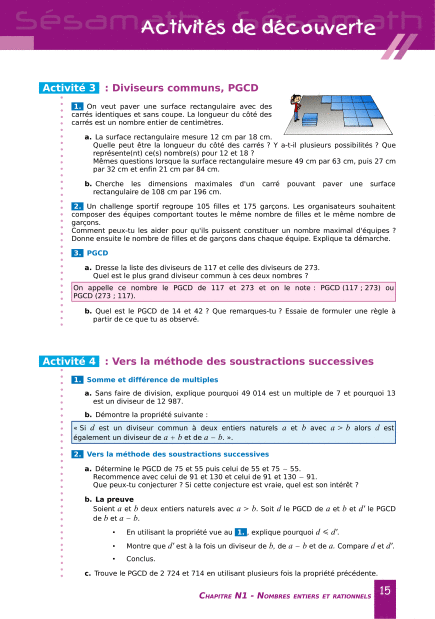 Sésamath Sésamath
Activités de découverte
Activité 3 : Diviseurs communs, PGCD
1. On veut paver une surface rectangulaire avec des
carrés identiques et sans coupe. La longueur du côté des
carrés est un nombre entier de centimètres.
a. La surface rectangulaire mesure 12 cm par 18 cm.
Quelle peut être la longueur du côté des carrés ? Y a-t-il plusieurs possibilités ? Que
représente(nt) ce(s) nombre(s) pour 12 et 18 ?
Mêmes questions lorsque la surface rectangulaire mesure 49 cm par 63 cm, puis 27 cm
par 32 cm et enfin 21 cm par 84 cm.
b. Cherche les dimensions maximales d'un carré pouvant paver une surface
rectangulaire de 108 cm par 196 cm.
2. Un challenge sportif regroupe 105 filles et 175 garçons. Les organisateurs souhaitent
composer des équipes comportant toutes le même nombre de filles et le même nombre de
garçons.
Comment peux-tu les aider pour qu'ils puissent constituer un nombre maximal d'équipes ?
Donne ensuite le nombre de filles et de garçons dans chaque équipe. Explique ta démarche.
3. PGCD
a. Dresse la liste des diviseurs de 117 et celle des diviseurs de 273.
Quel est le plus grand diviseur commun à ces deux nombres ?
On appelle ce nombre le PGCD de 117 et 273 et on le note : PGCD (117 ; 273) ou
PGCD (273 ; 117).
b. Quel est le PGCD de 14 et 42 ? Que remarques-tu ? Essaie de formuler une règle à
partir de ce que tu as observé.
Activité 4 : Vers la méthode des soustractions successives
1. Somme et différence de multiples
a. Sans faire de division, explique pourquoi 49 014 est un multiple de 7 et pourquoi 13
est un diviseur de 12 987.
b. Démontre la propriété suivante :
« Si d est un diviseur commun à deux entiers naturels a et b avec a > b alors d est
également un diviseur de a + b et de a − b. ».
2. Vers la méthode des soustractions successives
a. Détermine le PGCD de 75 et 55 puis celui de 55 et 75 − 55.
Recommence avec celui de 91 et 130 et celui de 91 et 130 − 91.
Que peux-tu conjecturer ? Si cette conjecture est vraie, quel est son intérêt ?
b. La preuve
Soient a et b deux entiers naturels avec a > b. Soit d le PGCD de a et b et d' le PGCD
de b et a − b.
• En utilisant la propriété vue au 1., explique pourquoi d ⩽ d'.
• Montre que d' est à la fois un diviseur de b, de a − b et de a. Compare d et d'.
• Conclus.
c. Trouve le PGCD de 2 724 et 714 en utilisant plusieurs fois la propriété précédente.
CHAPITRE N1 - NOMBRES ENTIERS ET RATIONNELS 15